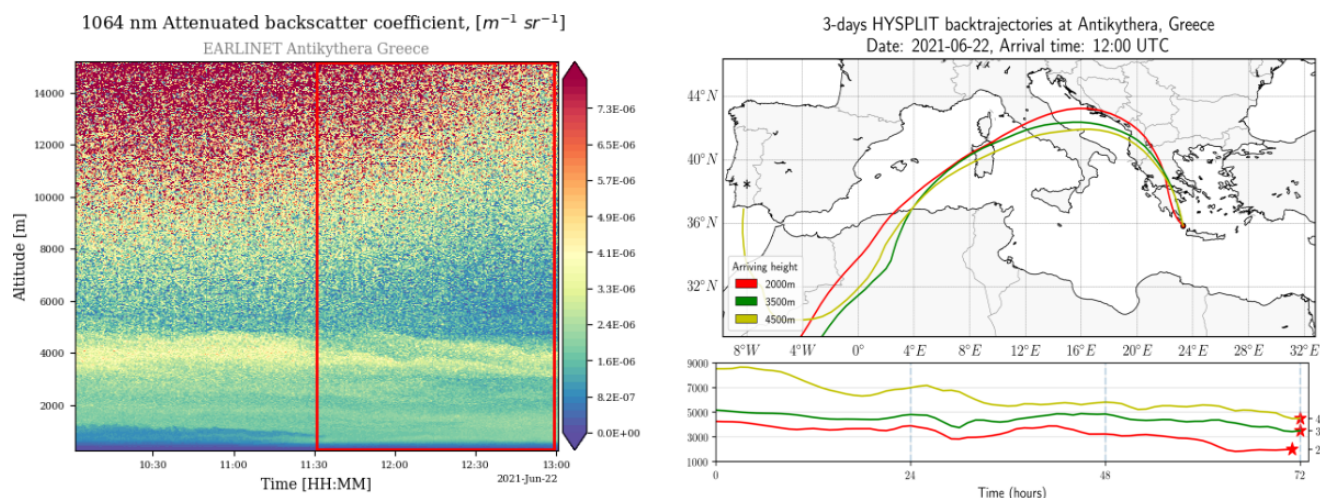 1064 nm Attenuated backscatter coefficient, [m⁻¹ sr⁻¹]
EARLINET Antikythera Greece
Altitude [m]
14000
12000
10000
8000
6000
4000
2000
10:30
11:00
11:30
12:00
12:30
13:00
2021-Jun-22
Time [HH:MM]
7.3E-06
6.5E-06
5.7E-06
4.9E-06
4.1E-06
3.3E-06
2.4E-06
1.6E-06
8.2E-07
0.0E+00
3-days HYSPLIT backtrajectories at Antikythera, Greece
Date: 2021-06-22, Arrival time: 12:00 UTC
44°N
40°N
36°N
32°N
Arriving height
2000m
3500m
4500m
8°W
4°W
0°
4°E
8°E
12°E
16°E
20°E
24°E
28°E
32°E
9000
7000
5000
3000
1000
4
3
2
0
24
48
72
Time (hours)